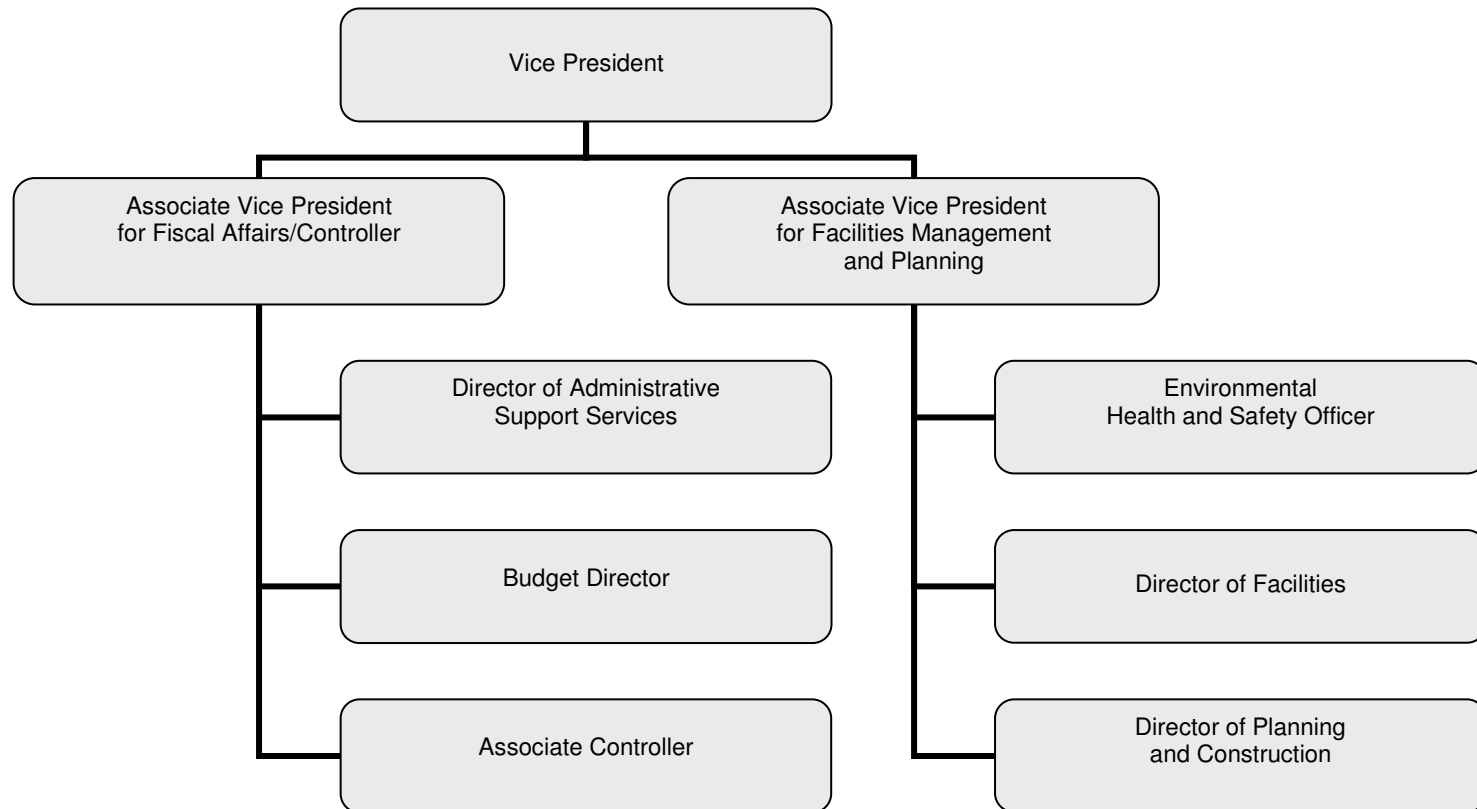 Vice President
Associate Vice President
for Fiscal Affairs/Controller
Associate Vice President
for Facilities Management
and Planning
Director of Administrative
Support Services
Environmental
Health and Safety Officer
Budget Director
Director of Facilities
Associate Controller
Director of Planning
and Construction